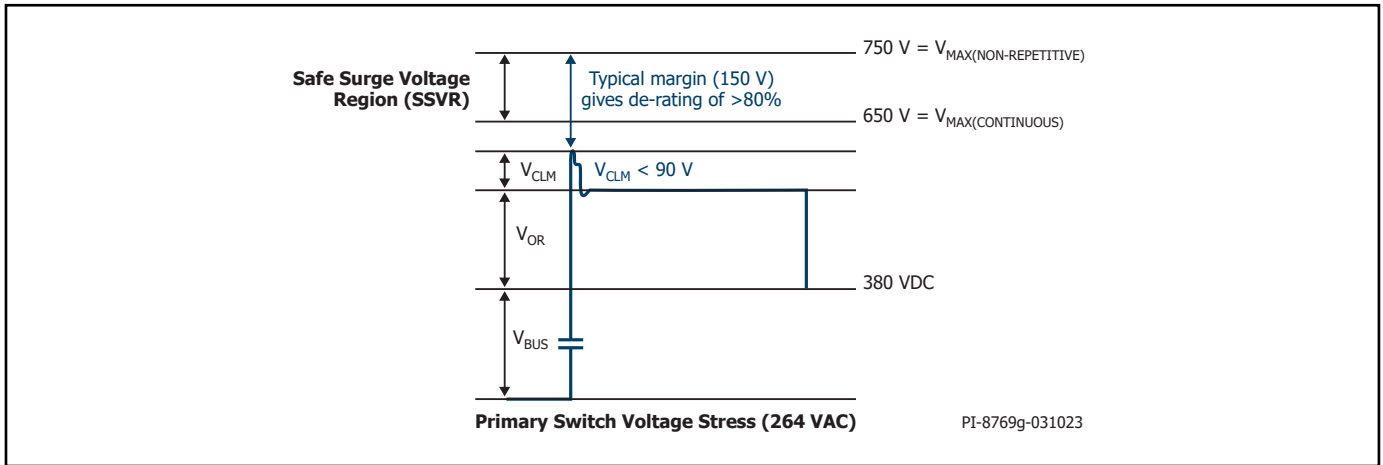 750 V = VMAX(NON-REPETITIVE)
Safe Surge Voltage
Region (SSVR)
Typical margin (150 V)
gives de-rating of >80%
650 V = VMAX(CONTINUOUS)
VCLM
VCLM < 90 V
VOR
380 VDC
VBUS
Primary Switch Voltage Stress (264 VAC)
PI-8769g-031023